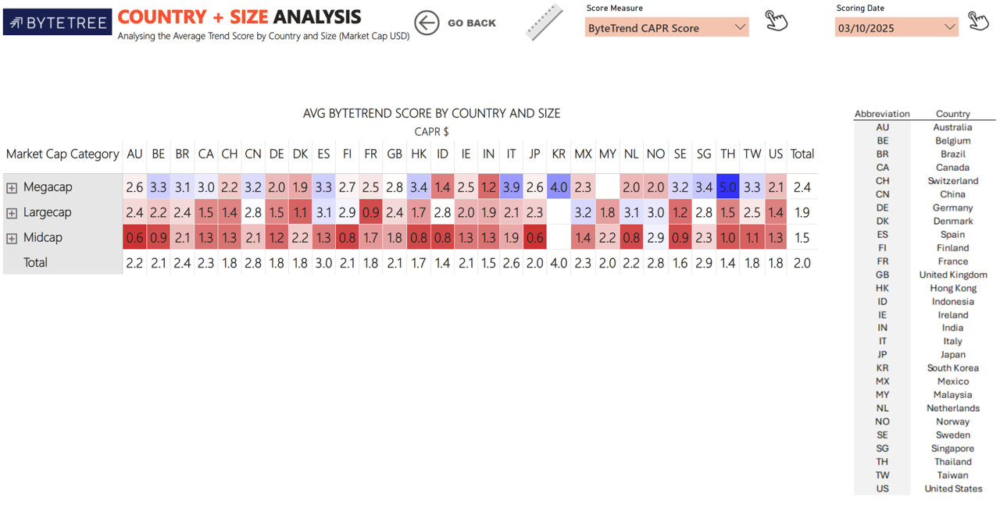 BYTETREE
COUNTRY + SIZE ANALYSIS
Analysing the Average Trend Score by Country and Size (Market Cap USD)
GO BACK
Score Measure
ByteTrend CAPR Score
Scoring Date
03/10/2025
AVG BYTETREND SCORE BY COUNTRY AND SIZE
CAPR $
Market Cap Category AU BE BR CA CH CN DE DK ES FI FR GB HK ID IE IN IT JP KR MX MY NL NO SE SG TH TW US Total
Megacap 2.6 3.3 3.1 3.0 2.2 3.2 2.0 1.9 3.3 2.7 2.5 2.8 3.4 1.4 2.5 1.2 3.9 2.6 4.0 2.3 2.0 2.0 3.2 3.4 5.0 3.3 2.1 2.4
Largecap 2.4 2.2 2.4 1.5 1.4 2.8 1.5 1.1 3.1 2.9 0.9 2.4 1.7 2.8 2.0 1.9 2.1 2.3 3.2 1.8 3.1 3.0 1.2 2.8 1.5 2.5 1.4 1.9
Midcap 0.6 0.9 2.1 1.3 1.3 2.1 1.2 2.2 1.3 0.8 1.7 1.8 0.8 0.8 1.3 1.3 1.9 0.6 1.4 2.2 0.8 2.9 0.9 2.3 1.0 1.1 1.3 1.5
Total 2.2 2.1 2.4 2.3 1.8 2.8 1.8 1.8 3.0 2.1 1.8 2.1 1.7 1.4 2.1 1.5 2.6 2.0 4.0 2.3 2.0 2.2 2.8 1.6 2.9 1.4 1.8 1.8 2.0
Abbreviation Country
AU Australia
BE Belgium
BR Brazil
CA Canada
CH Switzerland
CN China
DE Germany
DK Denmark
ES Spain
FI Finland
FR France
GB United Kingdom
HK Hong Kong
ID Indonesia
IE Ireland
IN India
IT Italy
JP Japan
KR South Korea
MX Mexico
MY Malaysia
NL Netherlands
NO Norway
SE Sweden
SG Singapore
TH Thailand
TW Taiwan
US United States